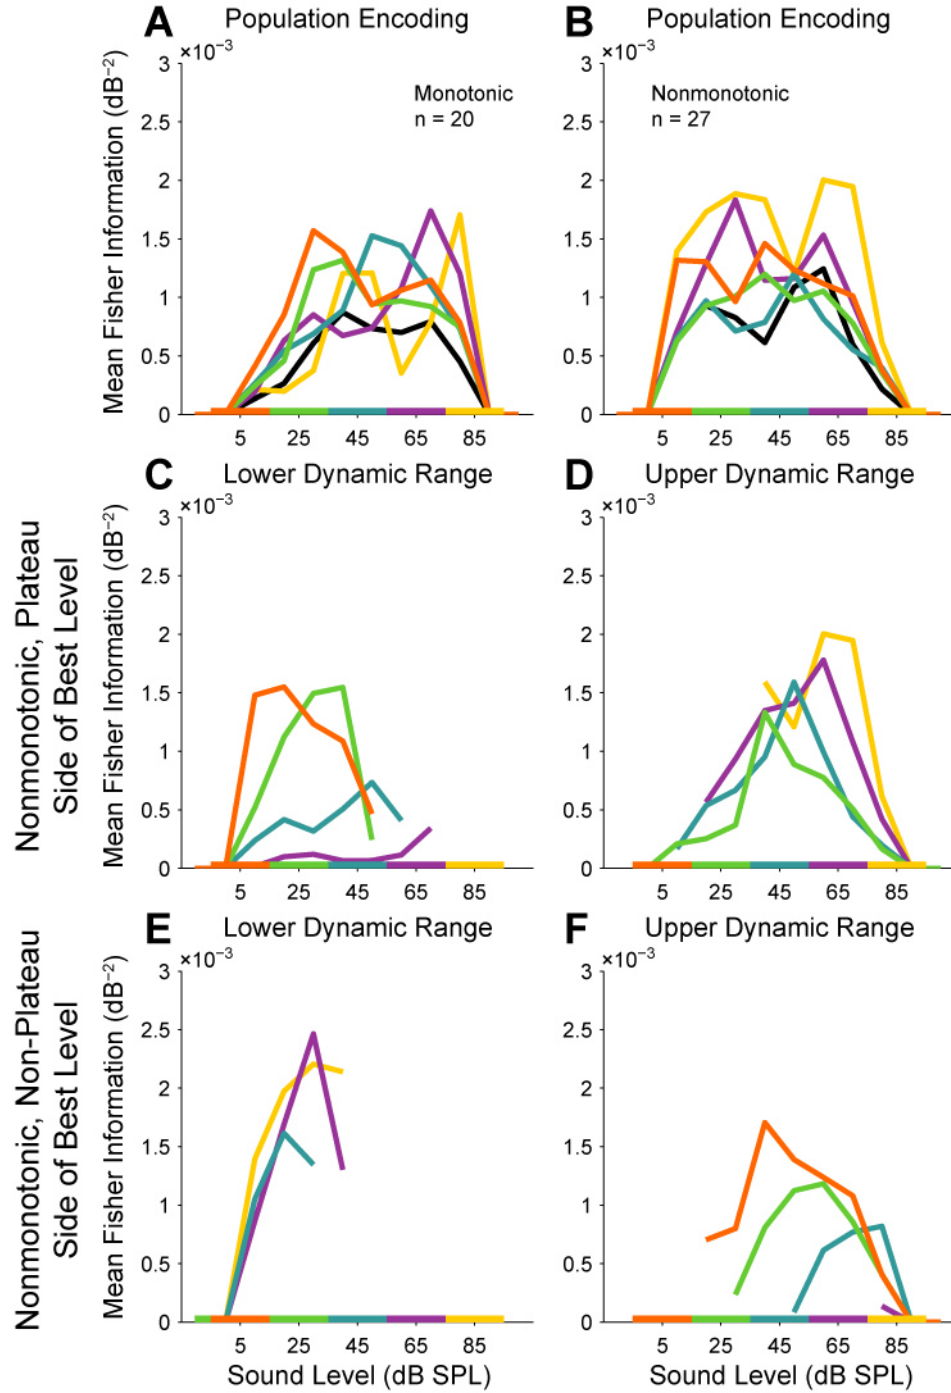 A Population Encoding
×10⁻³
Mean Fisher Information (dB⁻²)
3
2.5
2
1.5
1
0.5
0
Monotonic
n = 20
5 25 45 65 85
B Population Encoding
×10⁻³
3
2.5
2
1.5
1
0.5
0
Nonmonotonic
n = 27
5 25 45 65 85
Nonmonotonic, Plateau
Side of Best Level
C Lower Dynamic Range
×10⁻³
Mean Fisher Information (dB⁻²)
3
2.5
2
1.5
1
0.5
0
5 25 45 65 85
D Upper Dynamic Range
×10⁻³
3
2.5
2
1.5
1
0.5
0
5 25 45 65 85
Nonmonotonic, Non-Plateau
Side of Best Level
E Lower Dynamic Range
×10⁻³
Mean Fisher Information (dB⁻²)
3
2.5
2
1.5
1
0.5
0
5 25 45 65 85
Sound Level (dB SPL)
F Upper Dynamic Range
×10⁻³
3
2.5
2
1.5
1
0.5
0
5 25 45 65 85
Sound Level (dB SPL)